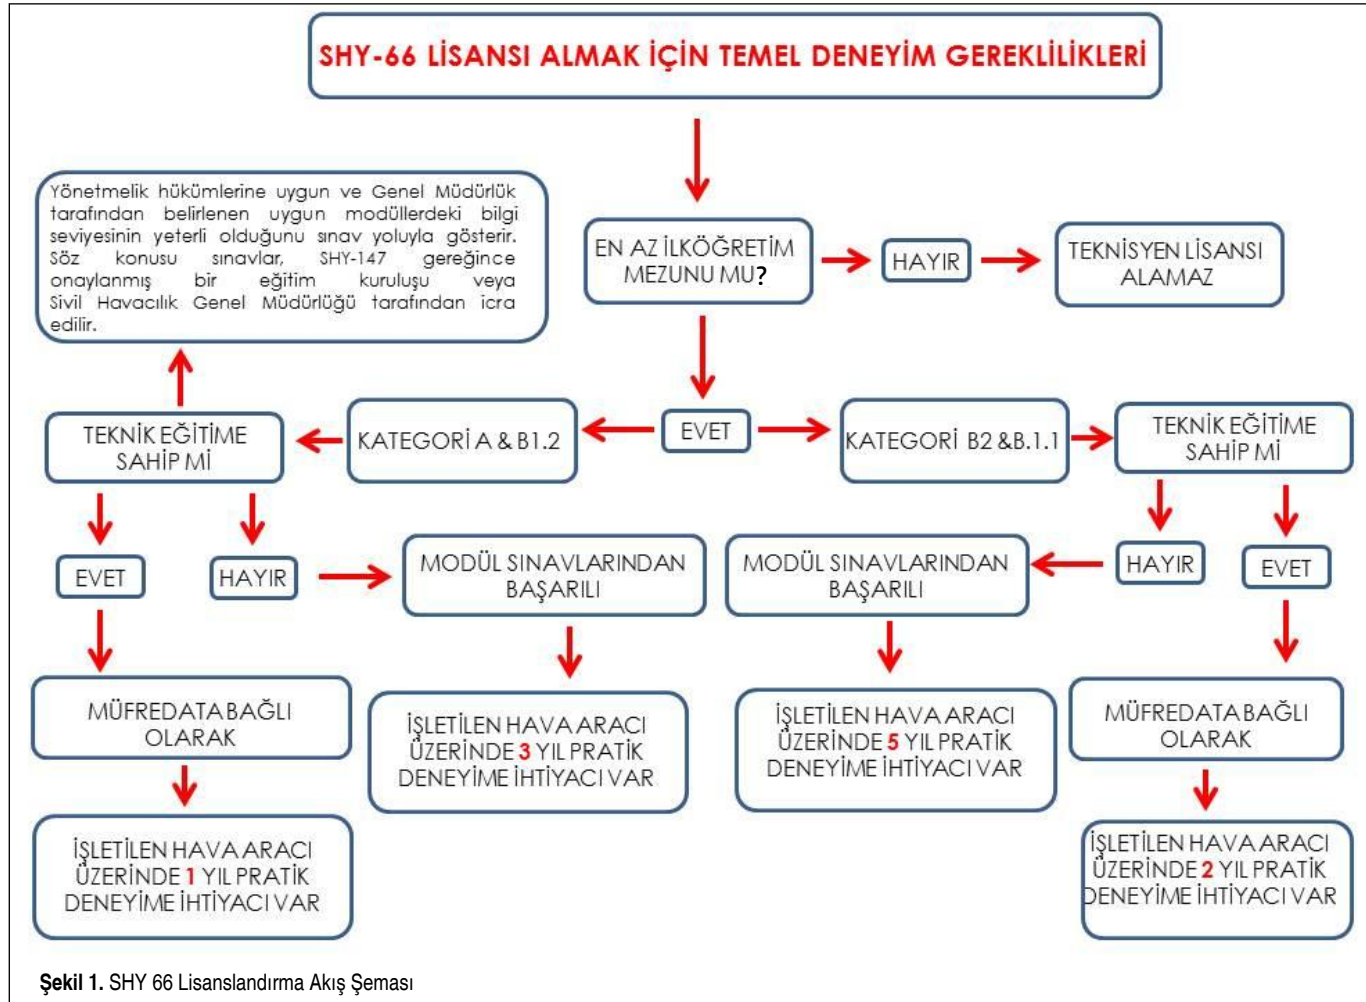 SHY-66 LİSANSI ALMAK İÇİN TEMEL DENEYİM GEREKLİLİKLERİ
Yönetmelik hükümlerine uygun ve Genel Müdürlük
tarafından belirlenen uygun modüllerdeki bilgi
seviyesinin yeterli olduğunu sınav yoluyla gösterir.
Söz konusu sınavlar, SHY-147 gereğince
onaylanmış bir eğitim kuruluşu veya
Sivil Havacılık Genel Müdürlüğü tarafından icra
edilir.
EN AZ İLKÖĞRETİM
MEZUNU MU?
HAYIR
TEKNİSYEN LİSANSI
ALAMAZ
TEKNİK EĞİTİME
SAHİP Mİ
KATEGORİ A & B1.2
EVET
KATEGORİ B2 &B.1.1
TEKNİK EĞİTİME
SAHİP Mİ
EVET
HAYIR
MODÜL SINAVLARINDAN
BAŞARILI
MODÜL SINAVLARINDAN
BAŞARILI
HAYIR
EVET
MÜFREDATA BAĞLI
OLARAK
İŞLETİLEN HAVA ARACI
ÜZERİNDE 3 YIL PRATİK
DENEYİME İHTİYACI VAR
İŞLETİLEN HAVA ARACI
ÜZERİNDE 5 YIL PRATİK
DENEYİME İHTİYACI VAR
MÜFREDATA BAĞLI
OLARAK
İŞLETİLEN HAVA ARACI
ÜZERİNDE 1 YIL PRATİK
DENEYİME İHTİYACI VAR
İŞLETİLEN HAVA ARACI
ÜZERİNDE 2 YIL PRATİK
DENEYİME İHTİYACI VAR
Şekil 1. SHY 66 Lisanslandırma Akış Şeması